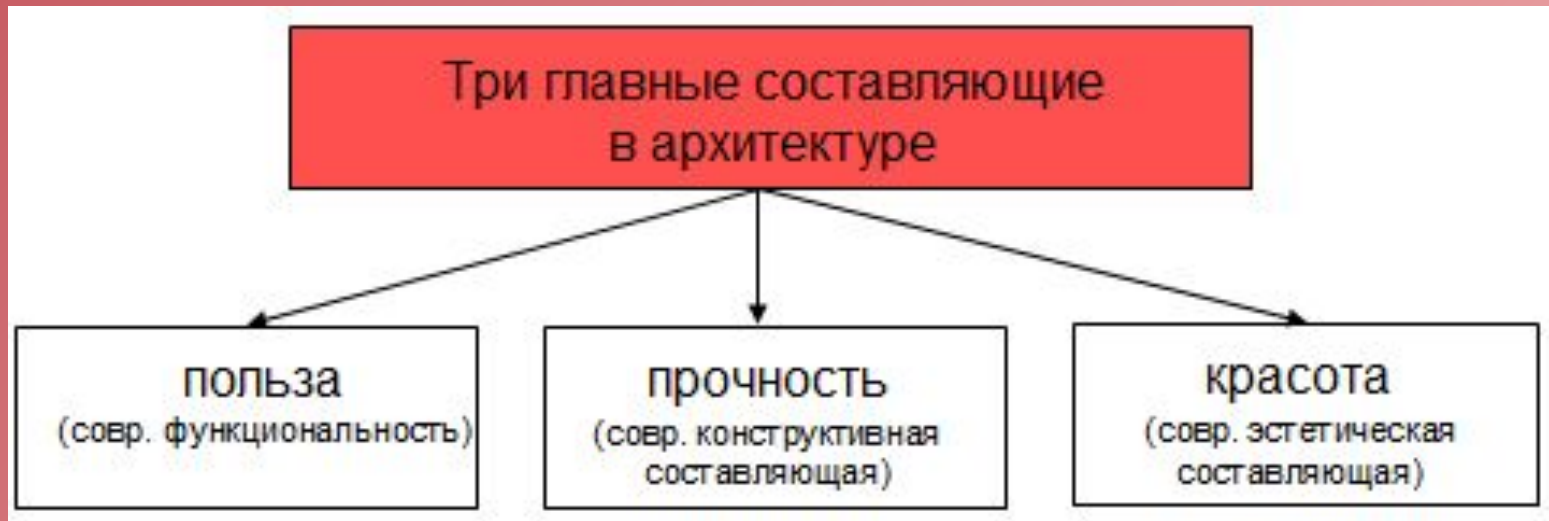 Три главные составляющие
в архитектуре
польза
(совр. функциональность)
прочность
(совр. конструктивная
составляющая)
красота
(совр. эстетическая
составляющая)